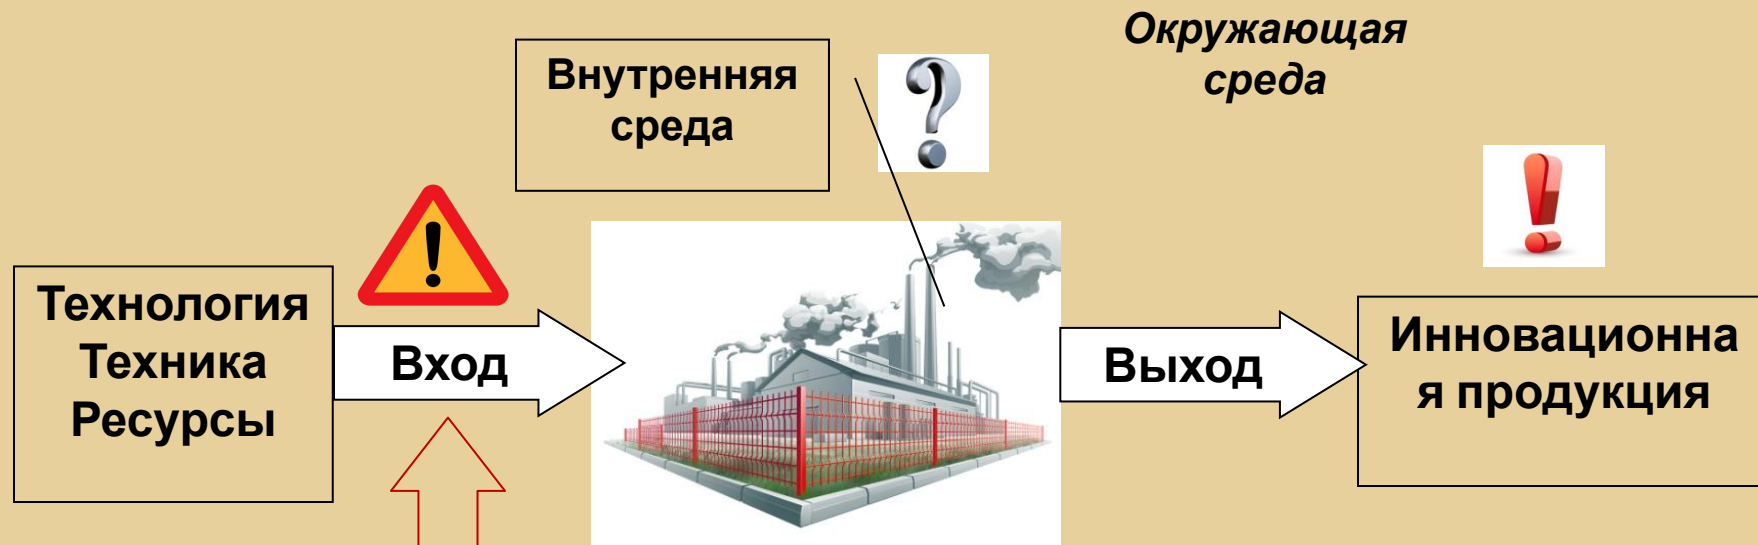 Окружающая
среда
Внутренняя
среда
Технология
Техника
Ресурсы
Вход
Выход
Инновационна
я продукция